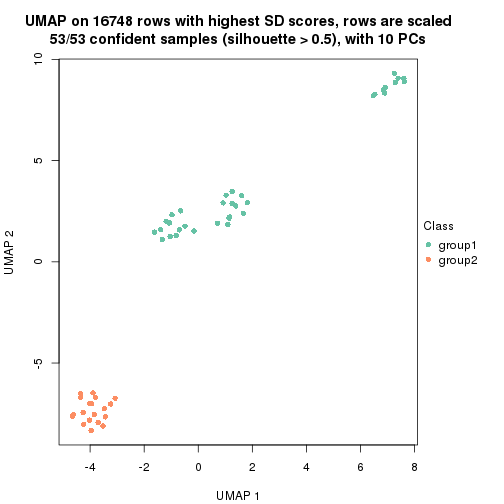 UMAP on 16748 rows with highest SD scores, rows are scaled
53/53 confident samples (silhouette > 0.5), with 10 PCs
10
5
0
-5
UMAP 2
-4 -2 0 2 4 6 8
UMAP 1
Class
group1
group2